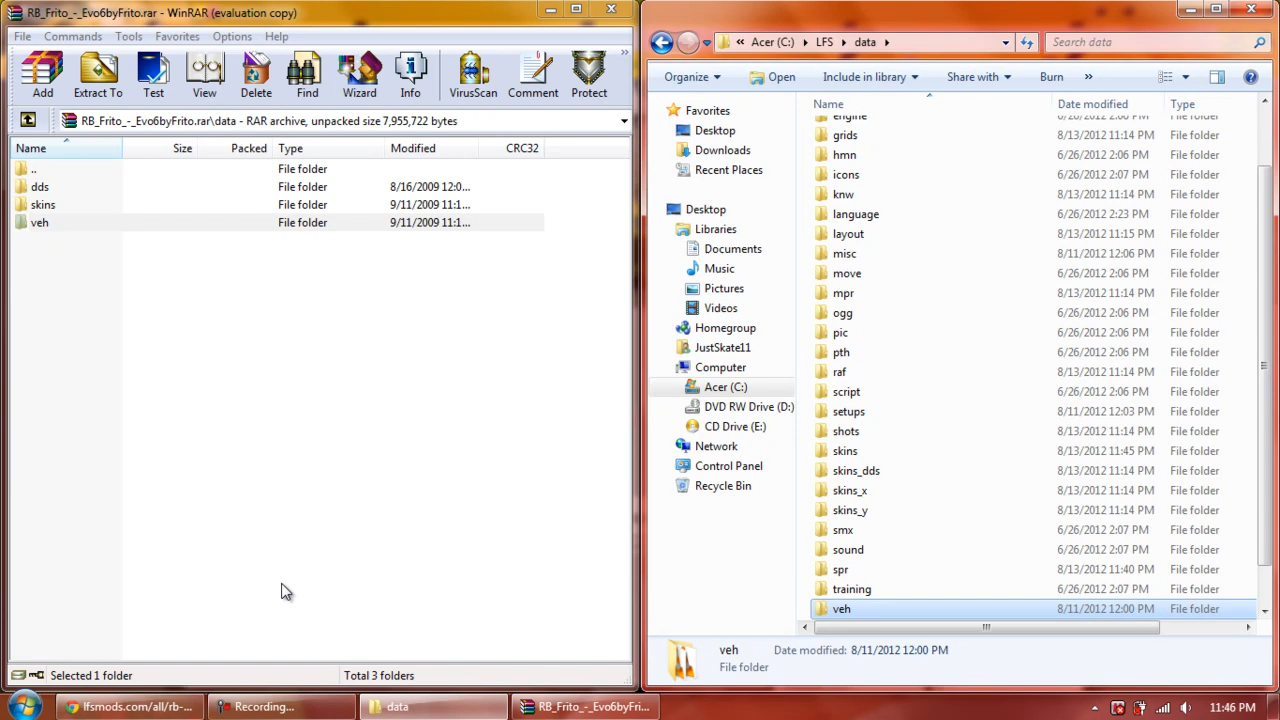 RB_Frito_-_Evo6byFrito.rar - WinRAR (evaluation copy)
File Commands Tools Favorites Options Help
Add Extract To Test View Delete Find Wizard Info VirusScan Comment Protect
RB_Frito_-_Evo6byFrito.rar\data - RAR archive, unpacked size 7,955,722 bytes
Name Size Packed Type Modified CRC32
.. File folder
dds File folder 8/16/2009 12:0...
skins File folder 9/11/2009 11:1...
veh File folder 9/11/2009 11:1...
Selected 1 folder Total 3 folders
Acer (C:) LFS data
Search data
Organize Open Include in library Share with Burn »
Favorites
Desktop
Downloads
Recent Places
Desktop
Libraries
Documents
Music
Pictures
Videos
Homegroup
JustSkate11
Computer
Acer (C:)
DVD RW Drive (D:)
CD Drive (E:)
Network
Control Panel
Recycle Bin
Name Date modified Type
engine 6/26/2012 2:06 PM File folder
grids 8/13/2012 11:14 PM File folder
hmn 6/26/2012 2:06 PM File folder
icons 6/26/2012 2:07 PM File folder
knw 8/13/2012 11:14 PM File folder
language 6/26/2012 2:23 PM File folder
layout 8/13/2012 11:15 PM File folder
misc 8/11/2012 12:06 PM File folder
move 6/26/2012 2:06 PM File folder
mpr 8/13/2012 11:14 PM File folder
ogg 6/26/2012 2:06 PM File folder
pic 6/26/2012 2:06 PM File folder
pth 6/26/2012 2:06 PM File folder
raf 8/13/2012 11:14 PM File folder
script 6/26/2012 2:06 PM File folder
setups 8/11/2012 12:03 PM File folder
shots 8/13/2012 11:14 PM File folder
skins 8/13/2012 11:45 PM File folder
skins_dds 8/13/2012 11:14 PM File folder
skins_x 8/13/2012 11:14 PM File folder
skins_y 8/13/2012 11:14 PM File folder
smx 6/26/2012 2:07 PM File folder
sound 6/26/2012 2:07 PM File folder
spr 8/13/2012 11:40 PM File folder
training 6/26/2012 2:07 PM File folder
veh 8/11/2012 12:00 PM File folder
veh Date modified: 8/11/2012 12:00 PM
File folder
lfsmods.com/all/rb-... Recording... data RB_Frito_-_Evo6byFri... 11:46 PM